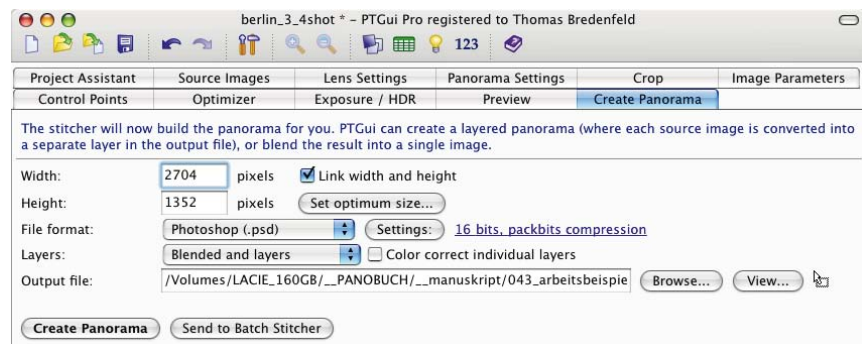 berlin_3_4shot * – PTGui Pro registered to Thomas Bredenfeld
123
Project Assistant Source Images Lens Settings Panorama Settings Crop Image Parameters
Control Points Optimizer Exposure / HDR Preview Create Panorama
The stitcher will now build the panorama for you. PTGui can create a layered panorama (where each source image is converted into
a separate layer in the output file), or blend the result into a single image.
Width: 2704 pixels Link width and height
Height: 1352 pixels Set optimum size...
File format: Photoshop (.psd) Settings: 16 bits, packbits compression
Layers: Blended and layers Color correct individual layers
Output file: /Volumes/LACIE_160GB/__PANOBUCH/__manuskript/043_arbeitsbeispie Browse... View...
Create Panorama Send to Batch Stitcher